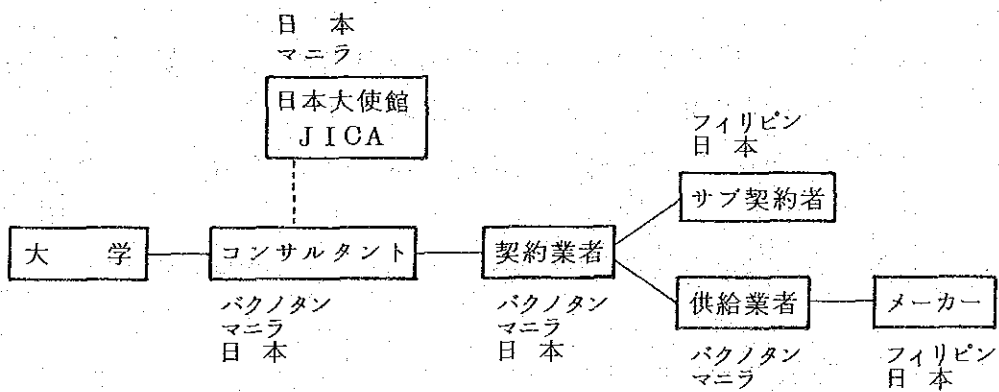 日本
マニラ
日本大使館
JICA
フィリピン
日本
サブ契約者
大学
コンサルタント
契約業者
バクノタン
マニラ
日本
バクノタン
マニラ
日本
供給業者
メーカー
バクノタン
マニラ
フィリピン
日本